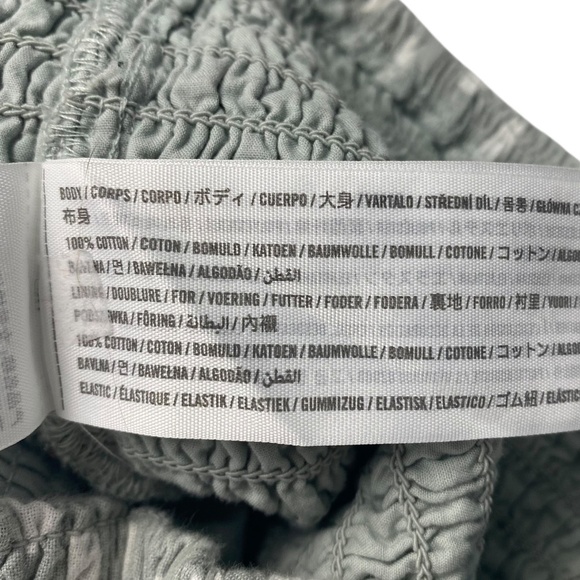 BODY / CORPS / CORPO / ボディ / CUERPO / 大身 / VARTALO / STŘEDNÍ DÍL / 몸통 / GŁÓWNA
布身
100% COTTON / COTON / BOMULD / KATOEN / BAUMWOLLE / BOMULL / COTONE / コットン /
/ 면 / BAWEŁNA / ALGODÃO / القطن
LINING / DOUBLURE / FOR / VOERING / FUTTER / FODER / FODERA / 裏地 / FORRO / 衬里 / VUORI /
/ FÔRING / البطانة / 內襯
100% COTTON / COTON / BOMULD / KATOEN / BAUMWOLLE / BOMULL / COTONE / コットン /
BAVLNA / 면 / BAWEŁNA / ALGODÃO / القطن
ELASTIC / ÉLASTIQUE / ELASTIK / ELASTIEK / GUMMIZUG / ELASTISK / ELASTICO / ゴム紐 /